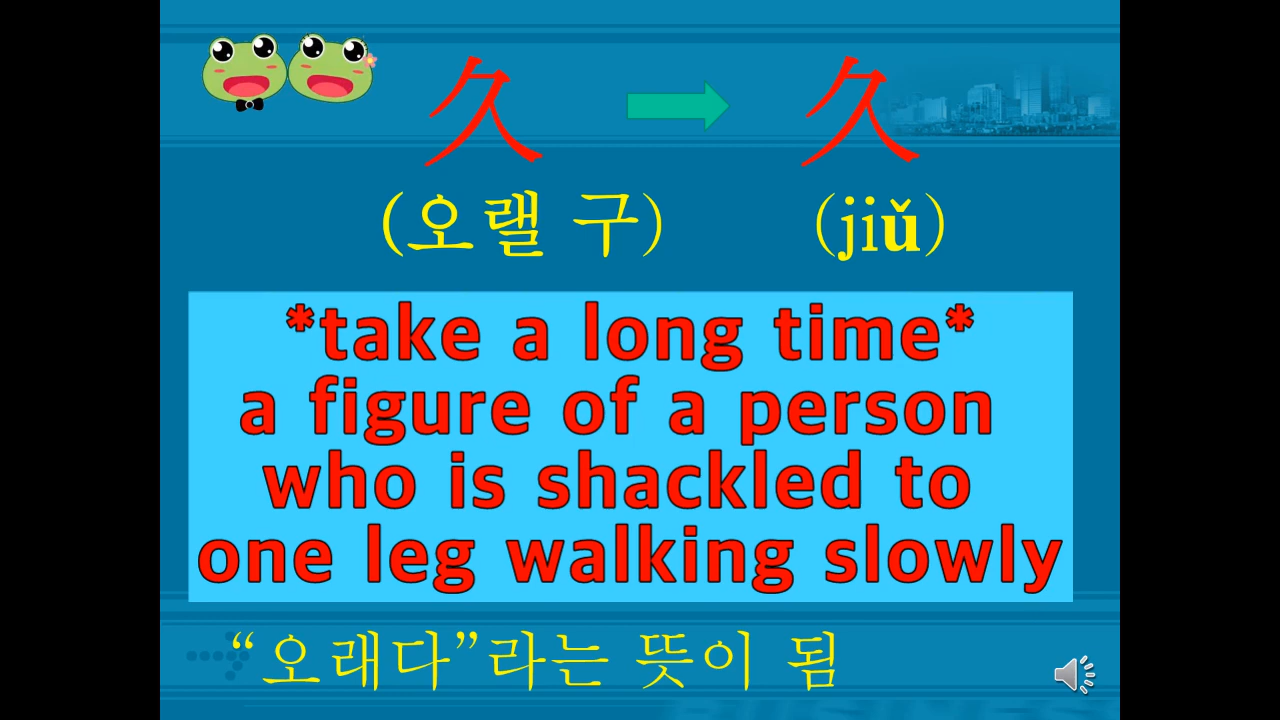 久 久
(오랠 구) (jiǔ)
*take a long time*
a figure of a person
who is shackled to
one leg walking slowly
“오래다”라는 뜻이 됨